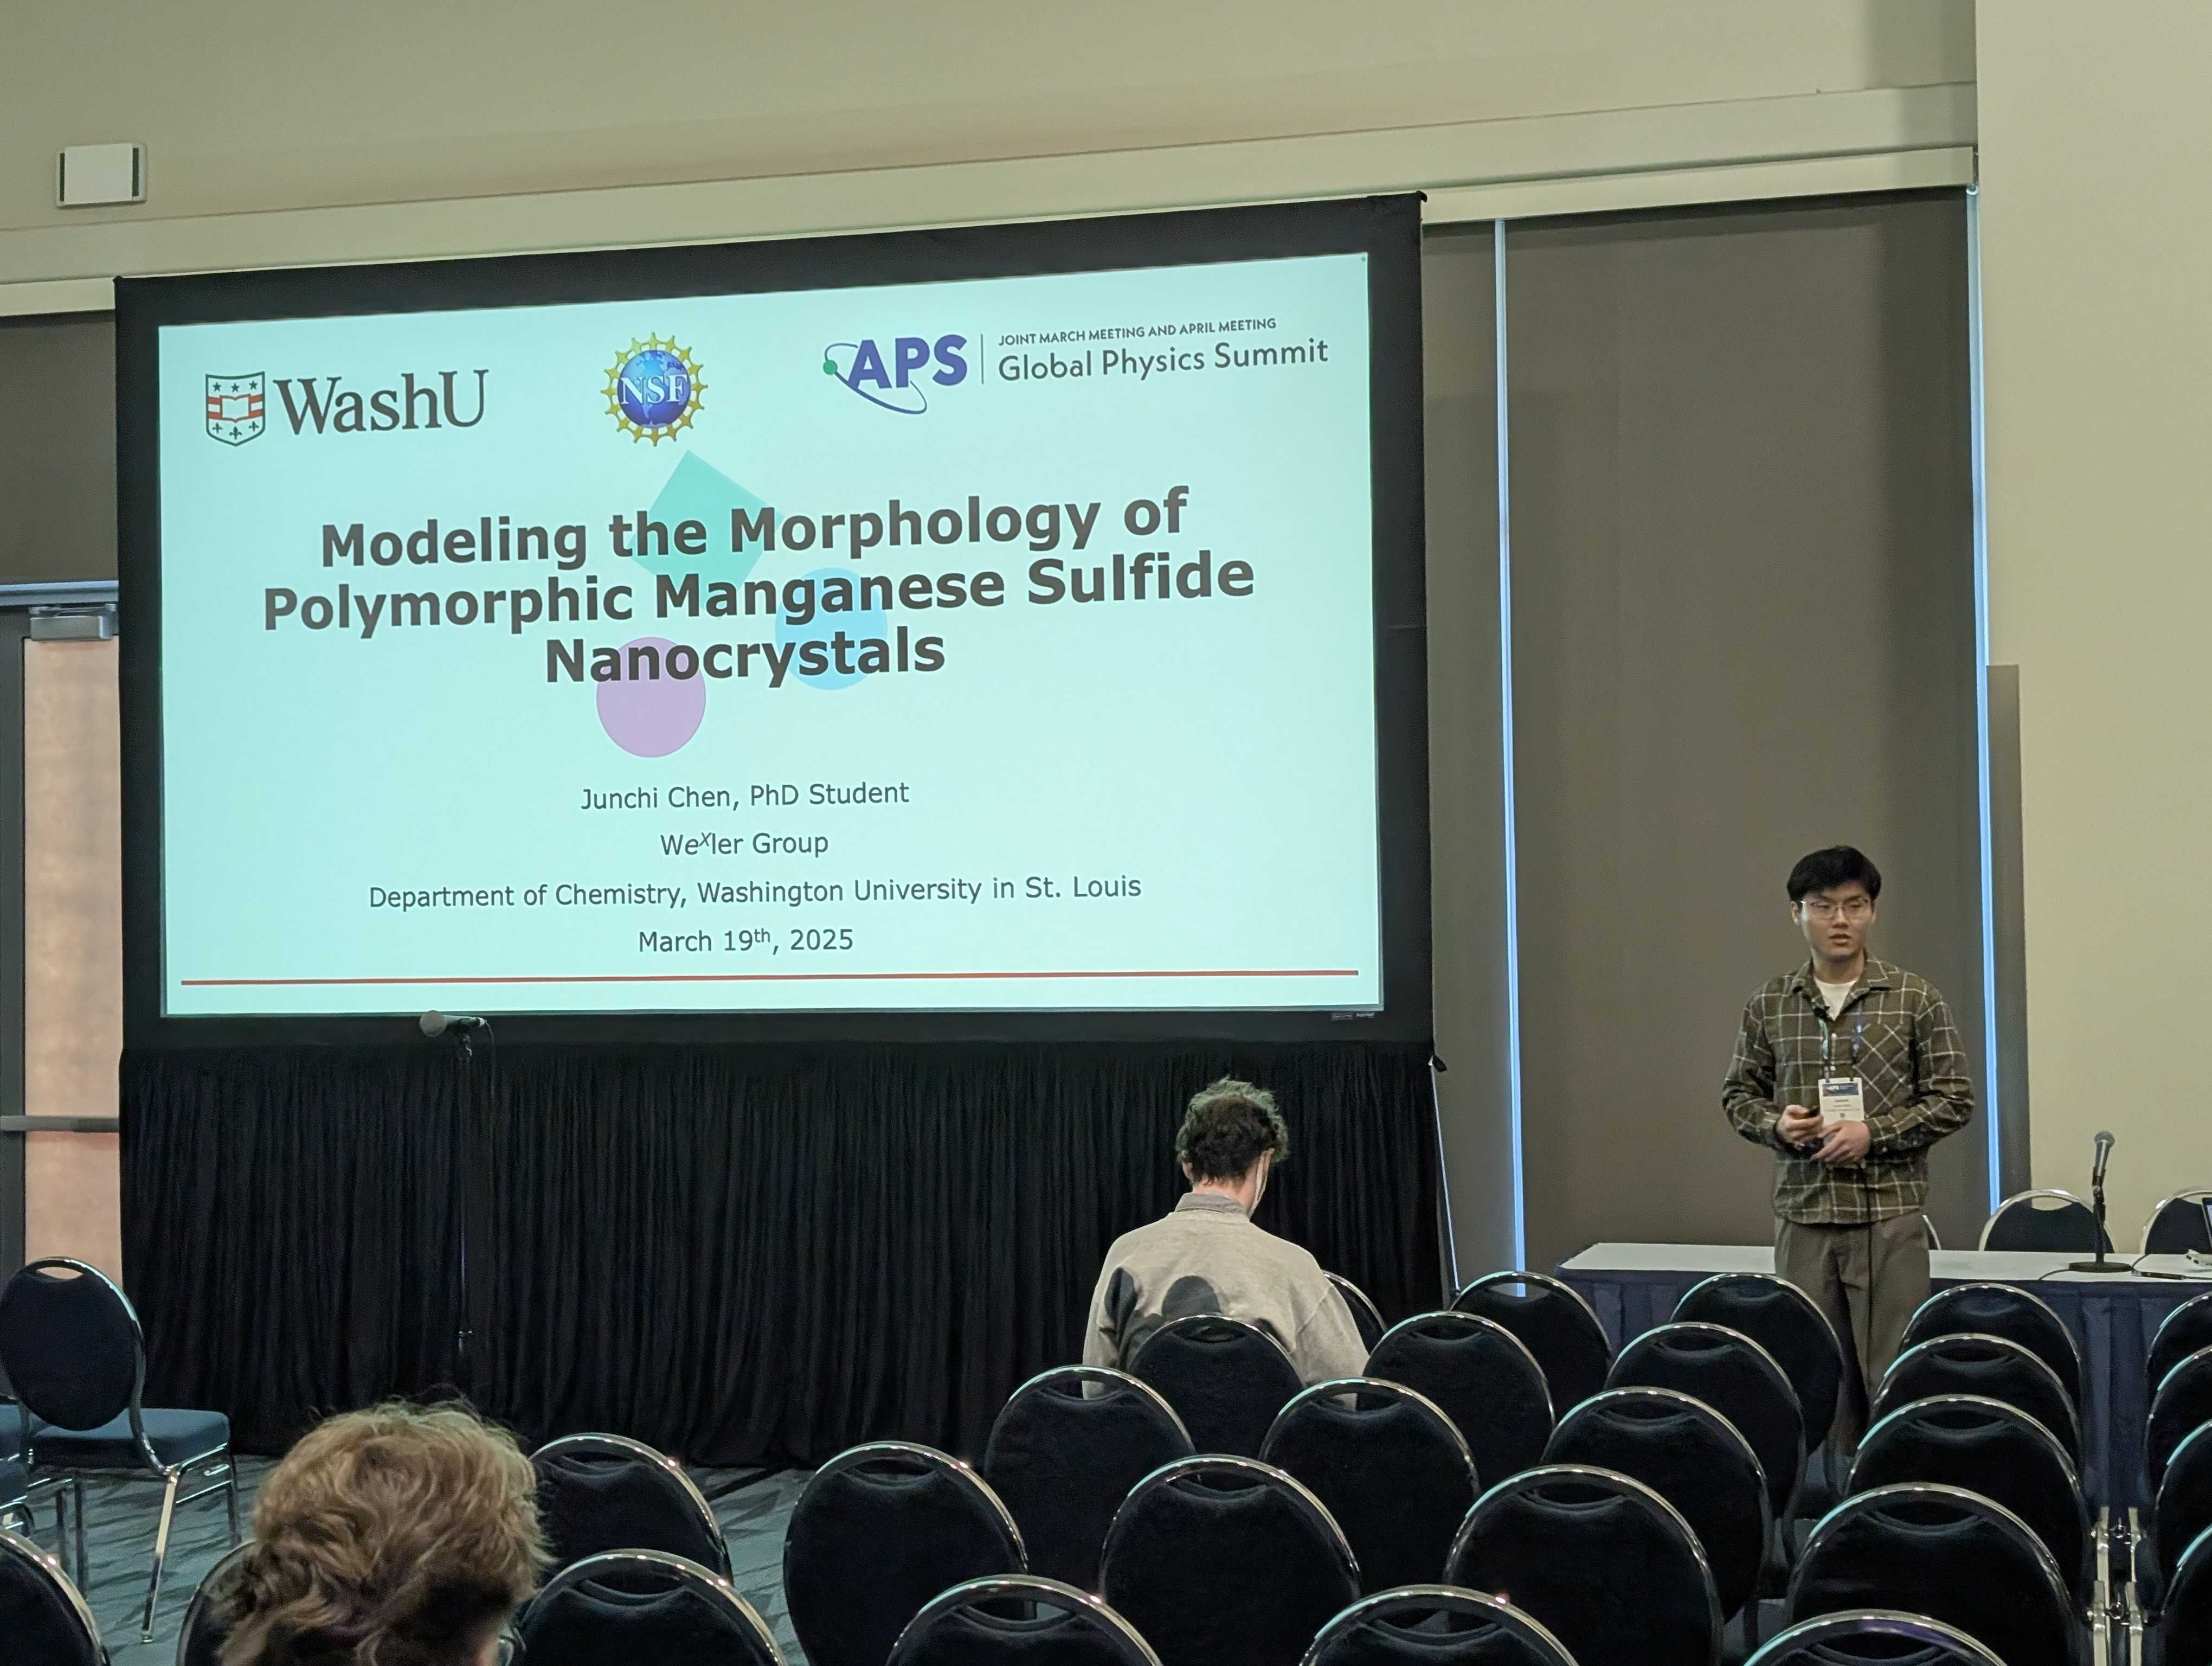 WashU
NSF
APS
JOINT MARCH MEETING AND APRIL MEETING
Global Physics Summit
Modeling the Morphology of
Polymorphic Manganese Sulfide
Nanocrystals
Junchi Chen, PhD Student
Weˣler Group
Department of Chemistry, Washington University in St. Louis
March 19th, 2025
APS